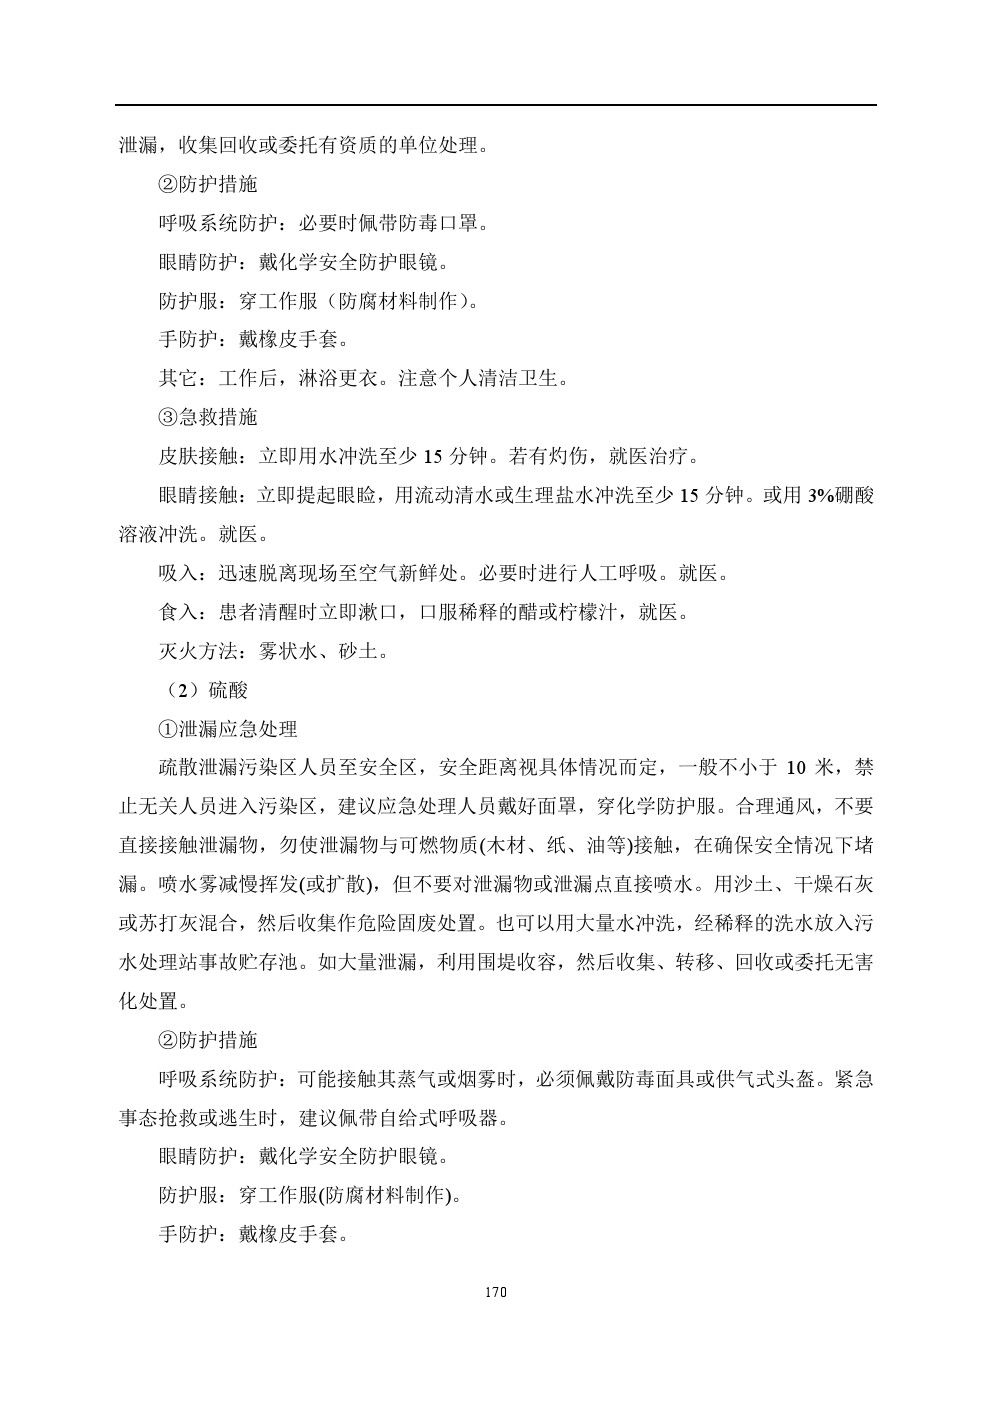 泄漏，收集回收或委托有资质的单位处理。
②防护措施
呼吸系统防护：必要时佩带防毒口罩。
眼睛防护：戴化学安全防护眼镜。
防护服：穿工作服（防腐材料制作）。
手防护：戴橡皮手套。
其它：工作后，淋浴更衣。注意个人清洁卫生。
③急救措施
皮肤接触：立即用水冲洗至少 15 分钟。若有灼伤，就医治疗。
眼睛接触：立即提起眼睑，用流动清水或生理盐水冲洗至少 15 分钟。或用 3%硼酸
溶液冲洗。就医。
吸入：迅速脱离现场至空气新鲜处。必要时进行人工呼吸。就医。
食入：患者清醒时立即漱口，口服稀释的醋或柠檬汁，就医。
灭火方法：雾状水、砂土。
（2）硫酸
①泄漏应急处理
疏散泄漏污染区人员至安全区，安全距离视具体情况而定，一般不小于 10 米，禁
止无关人员进入污染区，建议应急处理人员戴好面罩，穿化学防护服。合理通风，不要
直接接触泄漏物，勿使泄漏物与可燃物质(木材、纸、油等)接触，在确保安全情况下堵
漏。喷水雾减慢挥发(或扩散)，但不要对泄漏物或泄漏点直接喷水。用沙土、干燥石灰
或苏打灰混合，然后收集作危险固废处置。也可以用大量水冲洗，经稀释的洗水放入污
水处理站事故贮存池。如大量泄漏，利用围堤收容，然后收集、转移、回收或委托无害
化处置。
②防护措施
呼吸系统防护：可能接触其蒸气或烟雾时，必须佩戴防毒面具或供气式头盔。紧急
事态抢救或逃生时，建议佩带自给式呼吸器。
眼睛防护：戴化学安全防护眼镜。
防护服：穿工作服(防腐材料制作)。
手防护：戴橡皮手套。
170